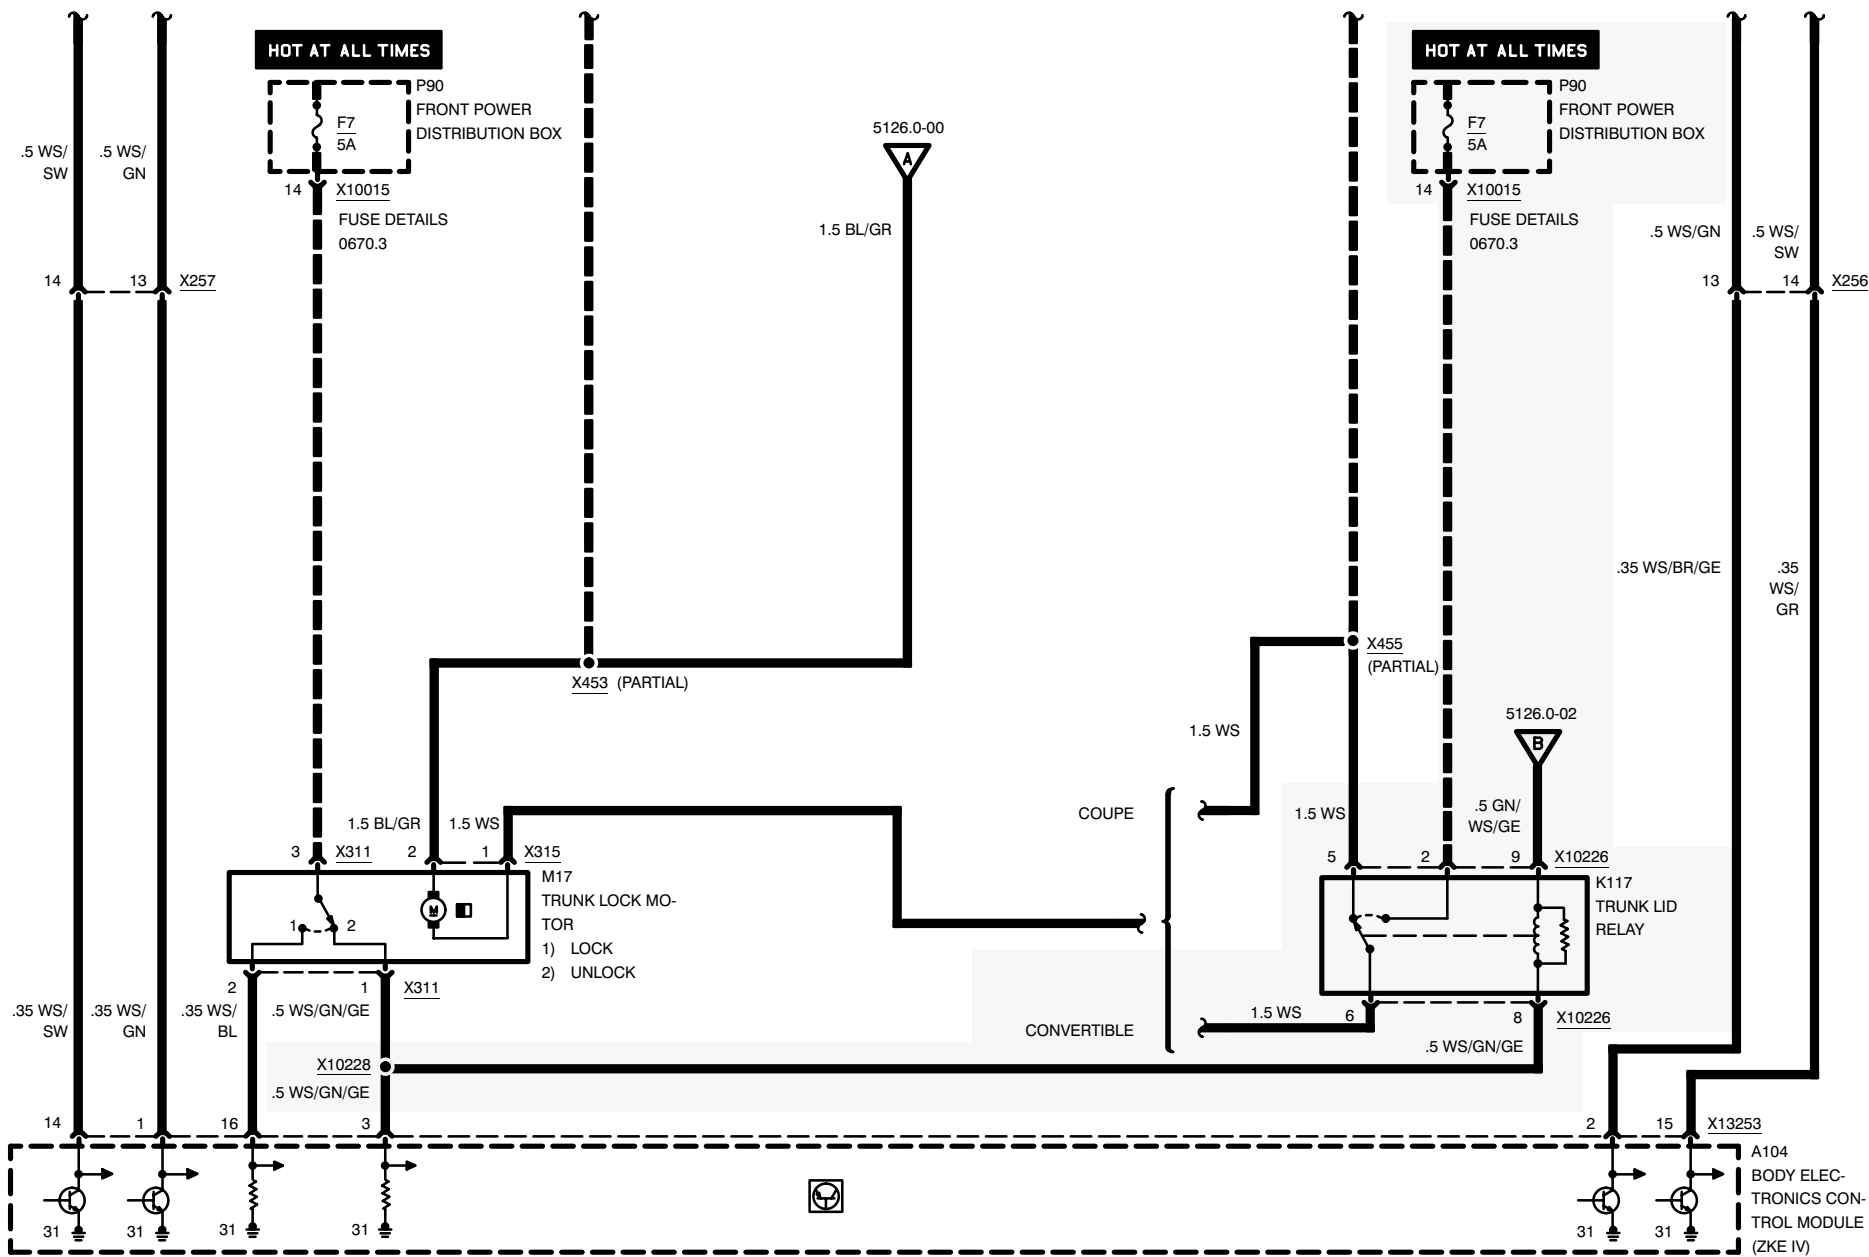 HOT AT ALL TIMES
P90
FRONT POWER
DISTRIBUTION BOX
F7
5A
14
X10015
FUSE DETAILS
0670.3
.5 WS/
SW
.5 WS/
GN
14
13
X257
5126.0-00
A
1.5 BL/GR
HOT AT ALL TIMES
P90
FRONT POWER
DISTRIBUTION BOX
F7
5A
14
X10015
FUSE DETAILS
0670.3
.5 WS/GN
.5 WS/
SW
13
14
X256
.35 WS/BR/GE
.35
WS/
GR
X453 (PARTIAL)
X455
(PARTIAL)
1.5 WS
5126.0-02
B
COUPE
1.5 WS
.5 GN/
WS/GE
1.5 BL/GR
1.5 WS
3
X311
2
1
X315
M17
TRUNK LOCK MO-
TOR
1) LOCK
2) UNLOCK
M
1
2
5
2
9
X10226
K117
TRUNK LID
RELAY
2
1
X311
.35 WS/
SW
.35 WS/
GN
.35 WS/
BL
.5 WS/GN/GE
CONVERTIBLE
1.5 WS
6
8
X10226
.5 WS/GN/GE
X10228
.5 WS/GN/GE
14
1
16
3
2
15
X13253
A104
BODY ELEC-
TRONICS CON-
TROL MODULE
(ZKE IV)
31
31
31
31
31
31